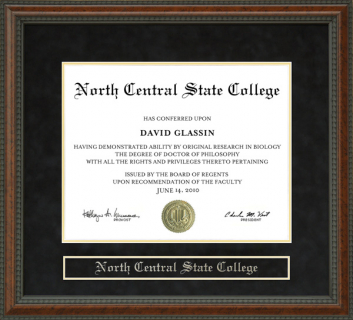 North Central State College
HAS CONFERRED UPON
DAVID GLASSIN
HAVING DEMONSTRATED ABILITY BY ORIGINAL RESEARCH IN BIOLOGY
THE DEGREE OF DOCTOR OF PHILOSOPHY
WITH ALL THE RIGHTS AND PRIVILEGES THERETO PERTAINING
ISSUED BY THE BOARD OF REGENTS
UPON RECOMMENDATION OF THE FACULTY
JUNE 14, 2010
PROVOST
PRESIDENT
North Central State College